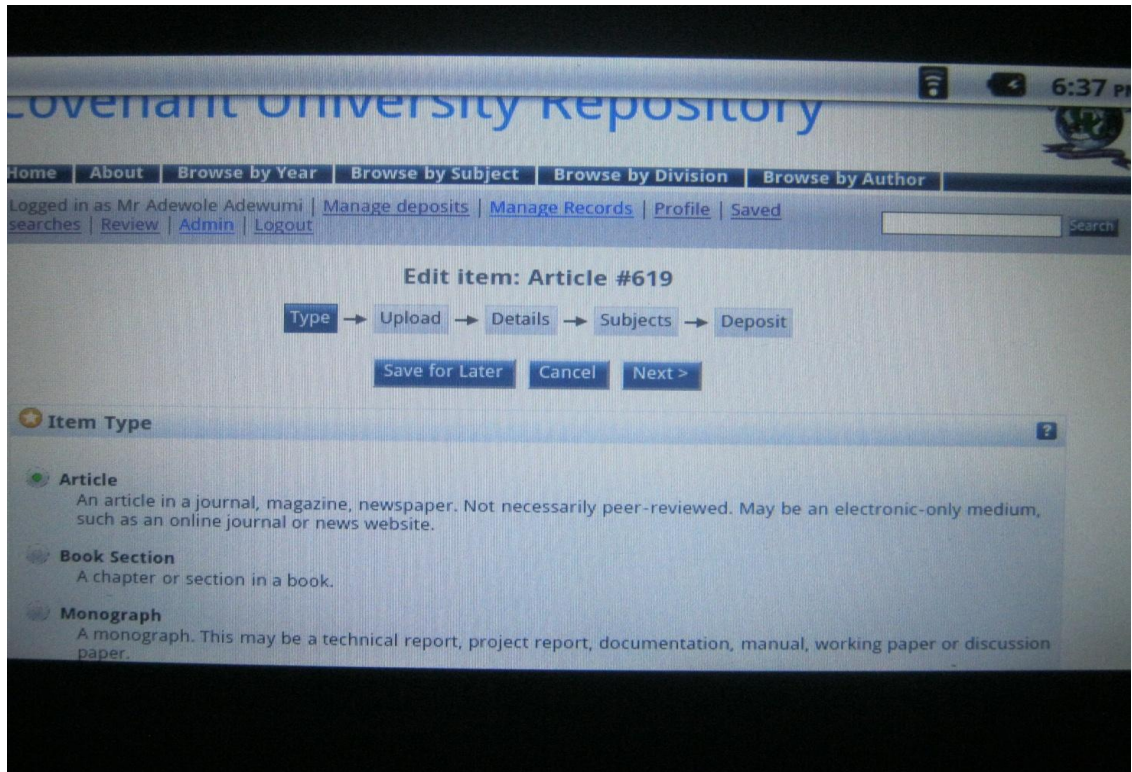 6:37 PM
Covenant University Repository
Home | About | Browse by Year | Browse by Subject | Browse by Division | Browse by Author |
Logged in as Mr Adewole Adewumi | Manage deposits | Manage Records | Profile | Saved
searches | Review | Admin | Logout
Search
Edit item: Article #619
Type → Upload → Details → Subjects → Deposit
Save for Later Cancel Next >
Item Type
?
Article
An article in a journal, magazine, newspaper. Not necessarily peer-reviewed. May be an electronic-only medium,
such as an online journal or news website.
Book Section
A chapter or section in a book.
Monograph
A monograph. This may be a technical report, project report, documentation, manual, working paper or discussion
paper.